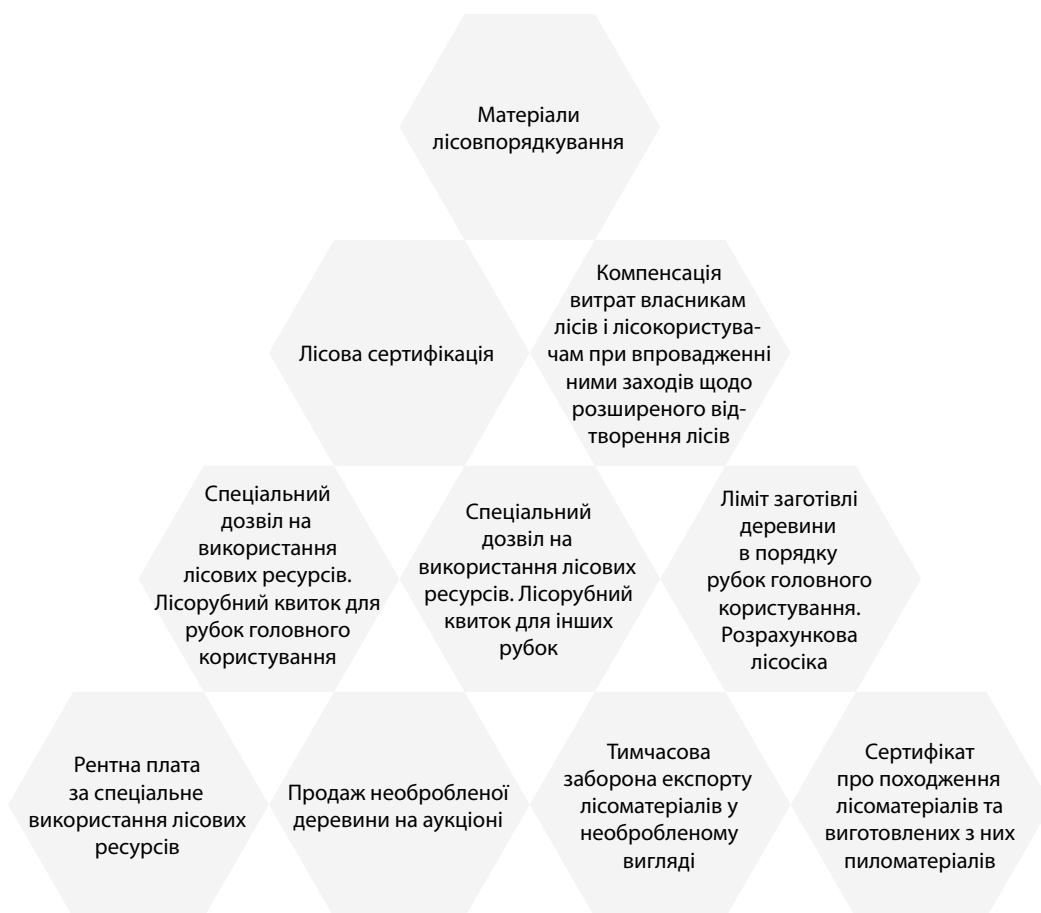 Матеріали
лісовпорядкування
Лісова сертифікація
Компенсація
витрат власникам
лісів і лісокористува-
чам при впровадженні
ними заходів щодо
розширеного від-
творення лісів
Спеціальний
дозвіл на
використання
лісових ресурсів.
Лісорубний квиток для
рубок головного
користування
Спеціальний
дозвіл на
використання лісових
ресурсів. Лісорубний
квиток для інших
рубок
Ліміт заготівлі
деревини
в порядку
рубок головного
користування.
Розрахункова
лісосіка
Рентна плата
за спеціальне
використання лісових
ресурсів
Продаж необробленої
деревини на аукціоні
Тимчасова
заборона експорту
лісоматеріалів у
необробленому
вигляді
Сертифікат
про походження
лісоматеріалів та
виготовлених з них
пиломатеріалів